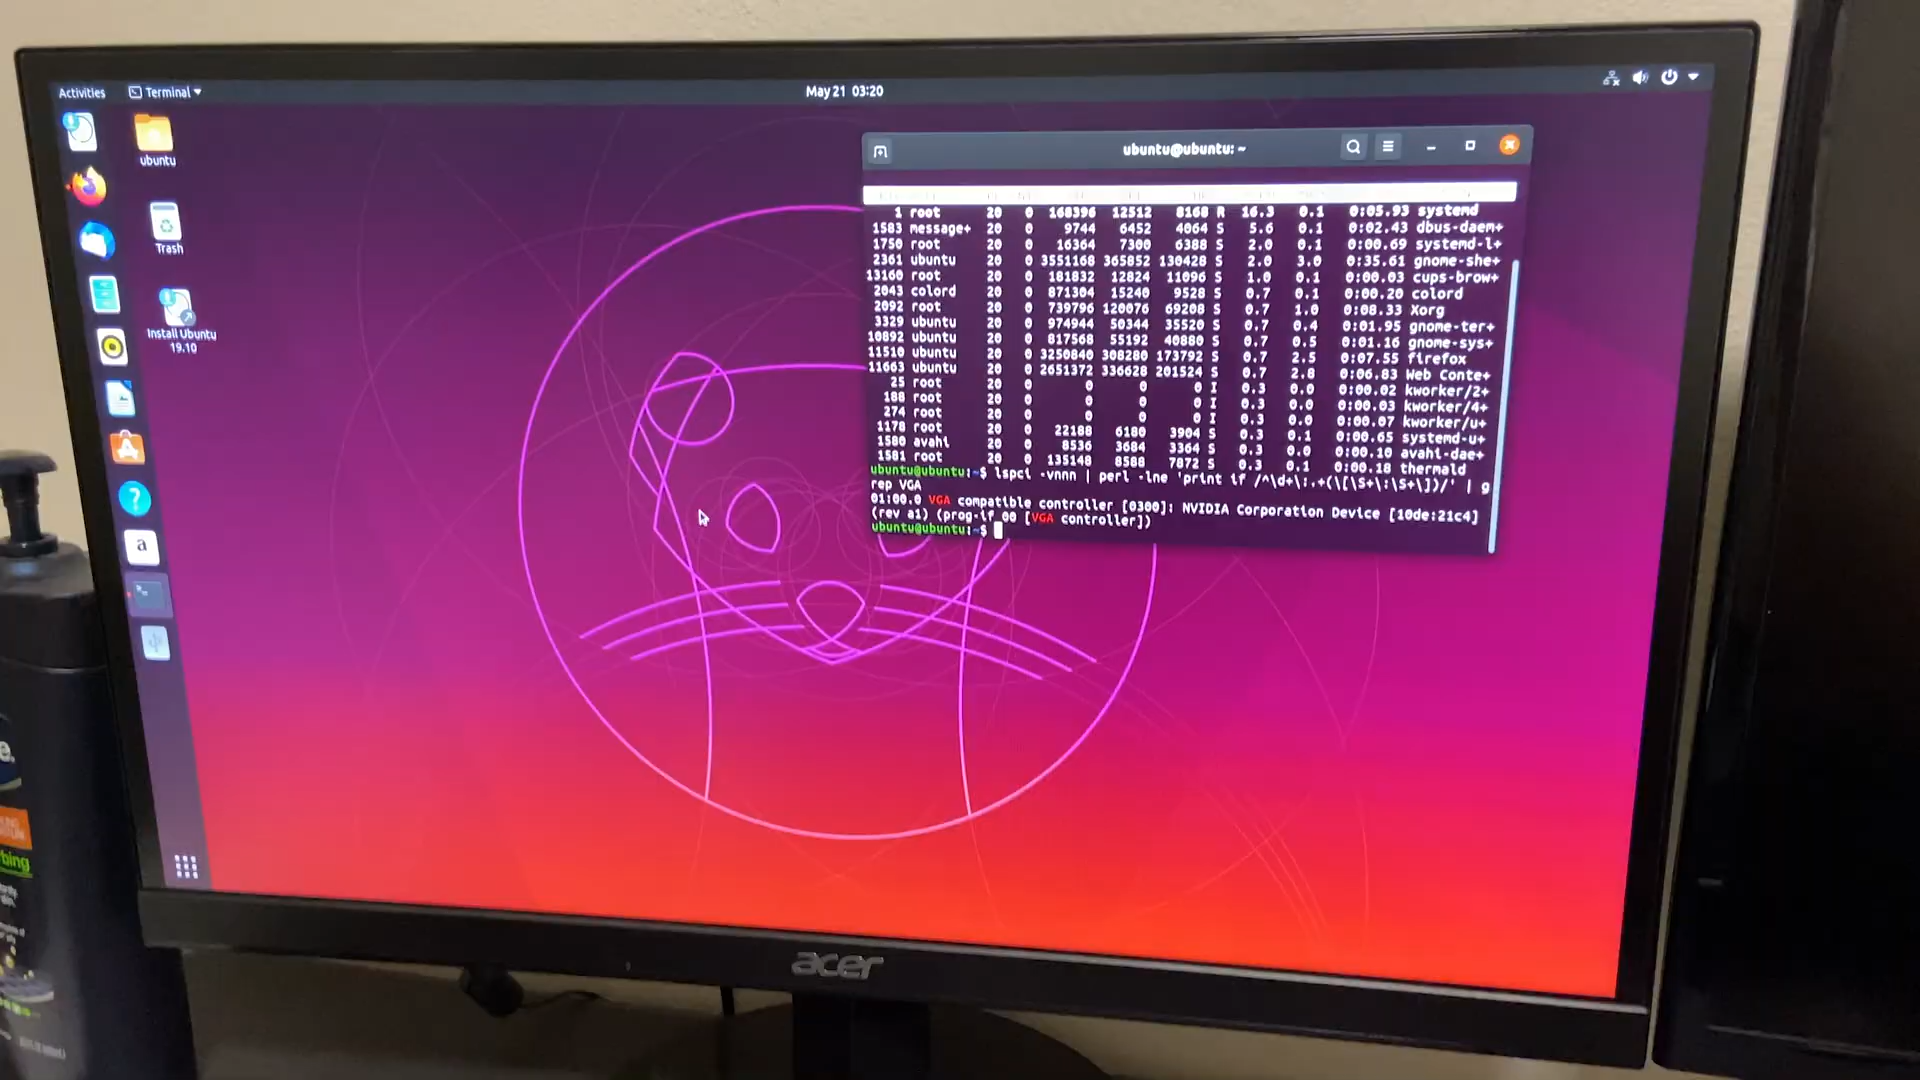 Activities
Terminal
May 21 03:20
ubuntu
Trash
Install Ubuntu
19.10
ubuntu@ubuntu: ~
1 root 20 0 168396 12512 8168 R 16.3 0.1 0:05.93 systemd
1583 message+ 20 0 9744 6452 4064 S 5.6 0.1 0:02.43 dbus-daem+
1750 root 20 0 16364 7300 6388 S 2.0 0.1 0:00.69 systemd-l+
2361 ubuntu 20 0 3551168 365852 130428 S 2.0 3.0 0:35.61 gnome-she+
13160 root 20 0 181832 12824 11096 S 1.0 0.1 0:00.03 cups-brow+
2043 colord 20 0 871304 15240 9528 S 0.7 0.1 0:00.20 colord
2092 root 20 0 739796 120076 69208 S 0.7 1.0 0:08.33 Xorg
3329 ubuntu 20 0 974944 50344 35520 S 0.7 0.4 0:01.95 gnome-ter+
10892 ubuntu 20 0 817568 55192 40880 S 0.7 0.5 0:01.16 gnome-sys+
11510 ubuntu 20 0 3250840 308280 173792 S 0.7 2.5 0:07.55 firefox
11663 ubuntu 20 0 2651372 336628 201524 S 0.7 2.8 0:06.83 Web Conte+
25 root 20 0 0 0 0 I 0.3 0.0 0:00.02 kworker/2+
188 root 20 0 0 0 0 I 0.3 0.0 0:00.03 kworker/4+
274 root 20 0 0 0 0 I 0.3 0.0 0:00.07 kworker/u+
1178 root 20 0 22188 6180 3904 S 0.3 0.1 0:00.65 systemd-u+
1580 avahi 20 0 8536 3684 3364 S 0.3 0.0 0:00.10 avahi-dae+
1581 root 20 0 135148 8588 7872 S 0.3 0.1 0:00.18 thermald
ubuntu@ubuntu:~$ lspci -vnnn | perl -lne 'print if /^\d+\:.+(\[\S+\:\S+\])/' | g
rep VGA
01:00.0 VGA compatible controller [0300]: NVIDIA Corporation Device [10de:21c4]
(rev a1) (prog-if 00 [VGA controller])
ubuntu@ubuntu:~$
a
acer
e.
bing